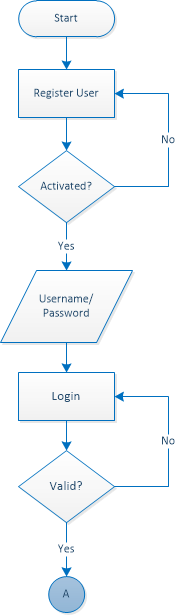 Start
Register User
No
Activated?
Yes
Username/
Password
Login
No
Valid?
Yes
A